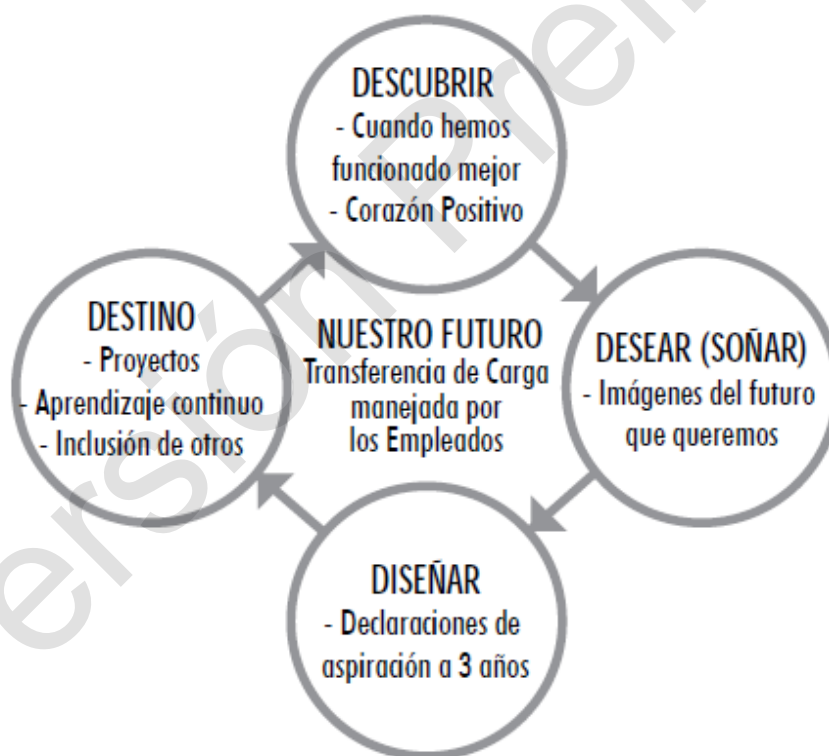 DESCUBRIR
- Cuando hemos
funcionado mejor
- Corazón Positivo
DESTINO
- Proyectos
- Aprendizaje continuo
- Inclusión de otros
NUESTRO FUTURO
Transferencia de Carga
manejada por
los Empleados
DESEAR (SOÑAR)
- Imágenes del futuro
que queremos
DISEÑAR
- Declaraciones de
aspiración a 3 años